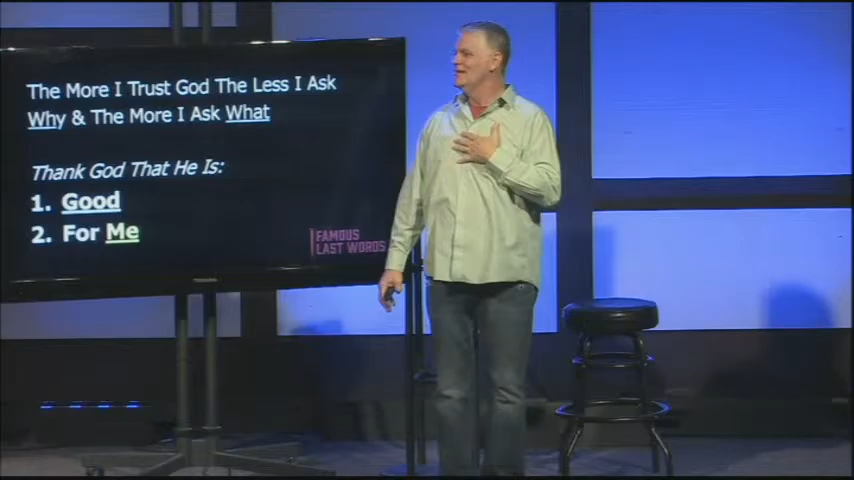 The More I Trust God The Less I Ask
Why & The More I Ask What
Thank God That He Is:
1. Good
2. For Me
FAMOUS
LAST WORDS